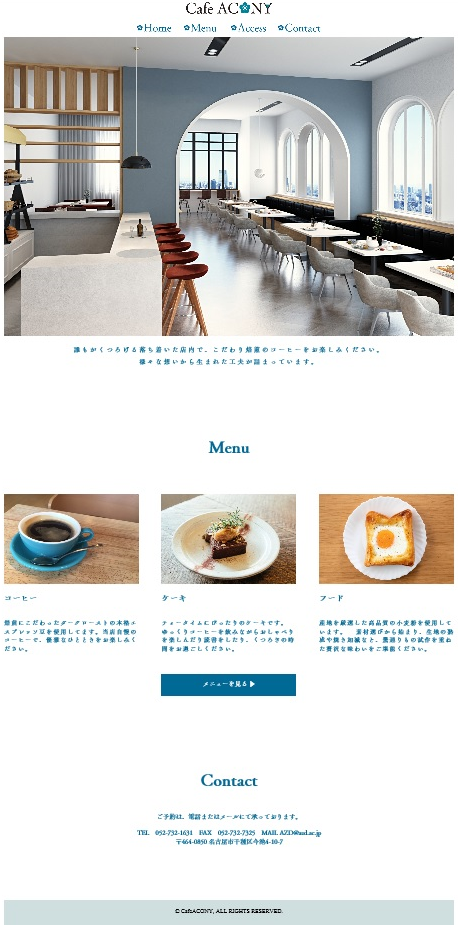 Cafe ACONY
Home Menu Access Contact
誰もがくつろげる落ち着いた店内で、こだわり焙煎のコーヒーをお楽しみください。
様々な想いから生まれた工夫が詰まっています。
Menu
コーヒー
焙煎にこだわったダークローストの本格エ
スプレッソ豆を使用してます。当店自慢の
コーヒーで、優雅なひとときをお楽しみく
ださい。
ケーキ
ティータイムにぴったりのケーキです。
ゆっくりコーヒーを飲みながらおしゃべり
を楽しんだり読書をしたり、くつろぎの時
間をお過ごしください。
フード
産地を厳選した高品質の小麦粉を使用して
います。 素材選びから始まり、生地の熟
成や焼き加減など、幾通りもの試作を重ね
た贅沢な味わいをご堪能ください。
メニューを見る ▶
Contact
ご予約は、電話またはメールにて承っております。
TEL 052-732-1631 FAX 052-732-7325 MAIL AZD@azd.ac.jp
〒464-0850 名古屋市千種区今池4-10-7
© CafeACONY, ALL RIGHTS RESERVED.